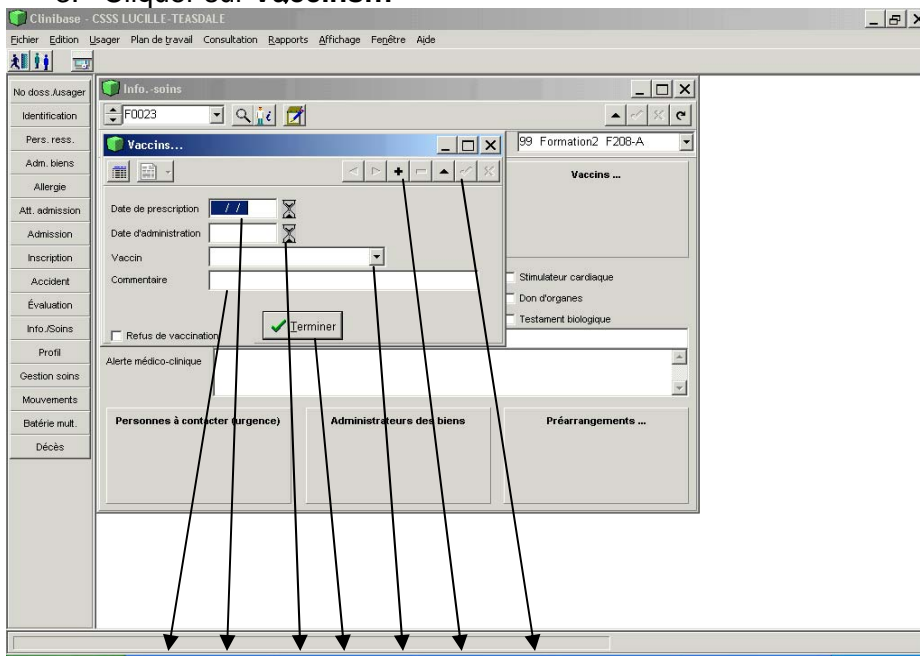 Cliquer sur Vaccins...
Clinibase - CSSS LUCILLE-TEASDALE
Fichier Edition Usager Plan de travail Consultation Rapports Affichage Fenêtre Aide
No doss./usager
Identification
Pers. ress.
Adm. biens
Allergie
Att. admission
Admission
Inscription
Accident
Évaluation
Info./Soins
Profil
Gestion soins
Mouvements
Batérie mult.
Décès
Info.-soins
F0023
99 Formation2 F208-A
Vaccins...
Date de prescription / /
Date d'administration
Vaccin
Commentaire
Refus de vaccination
Terminer
Vaccins ...
Stimulateur cardiaque
Don d'organes
Testament biologique
Alerte médico-clinique
Personnes à contacter (urgence)
Administrateurs des biens
Préarrangements ...